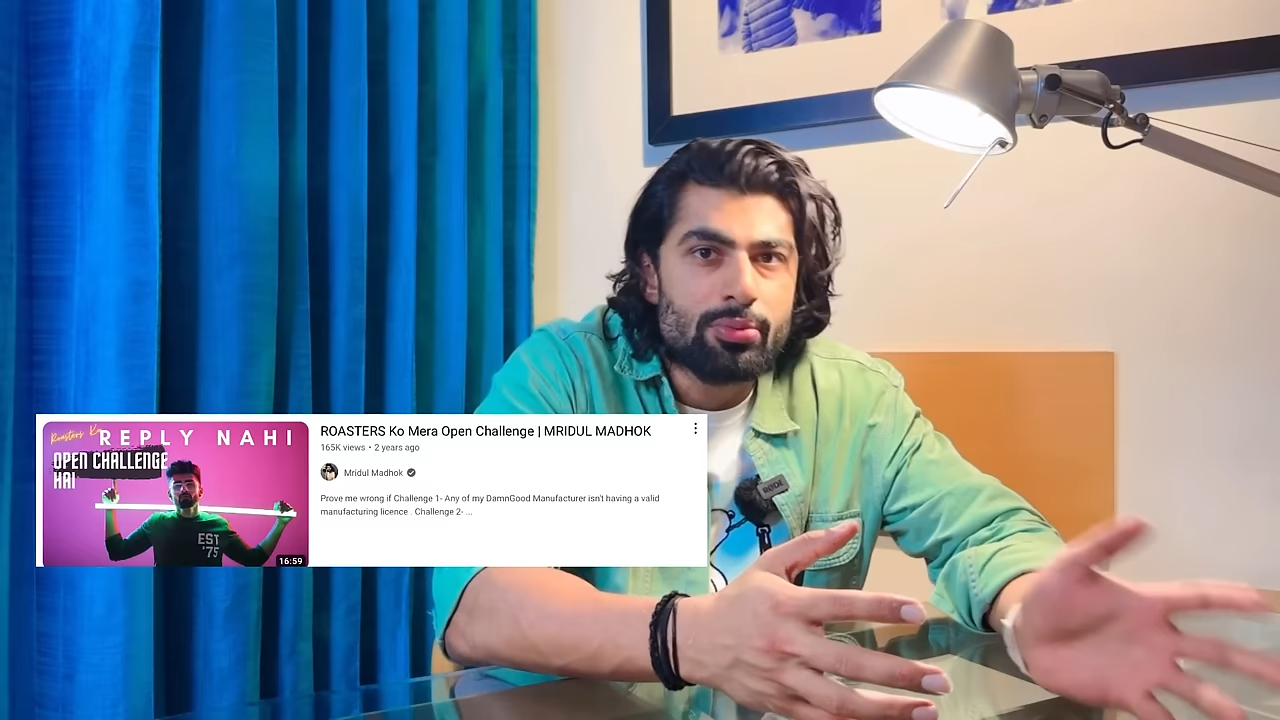 Roasters Ko
REPLY NAHI
OPEN CHALLENGE
HAI
EST
'75
16:59
ROASTERS Ko Mera Open Challenge | MRIDUL MADHOK
165K views • 2 years ago
Mridul Madhok
Prove me wrong if Challenge 1- Any of my DamnGood Manufacturer isn't having a valid
manufacturing licence . Challenge 2- ...
RODE